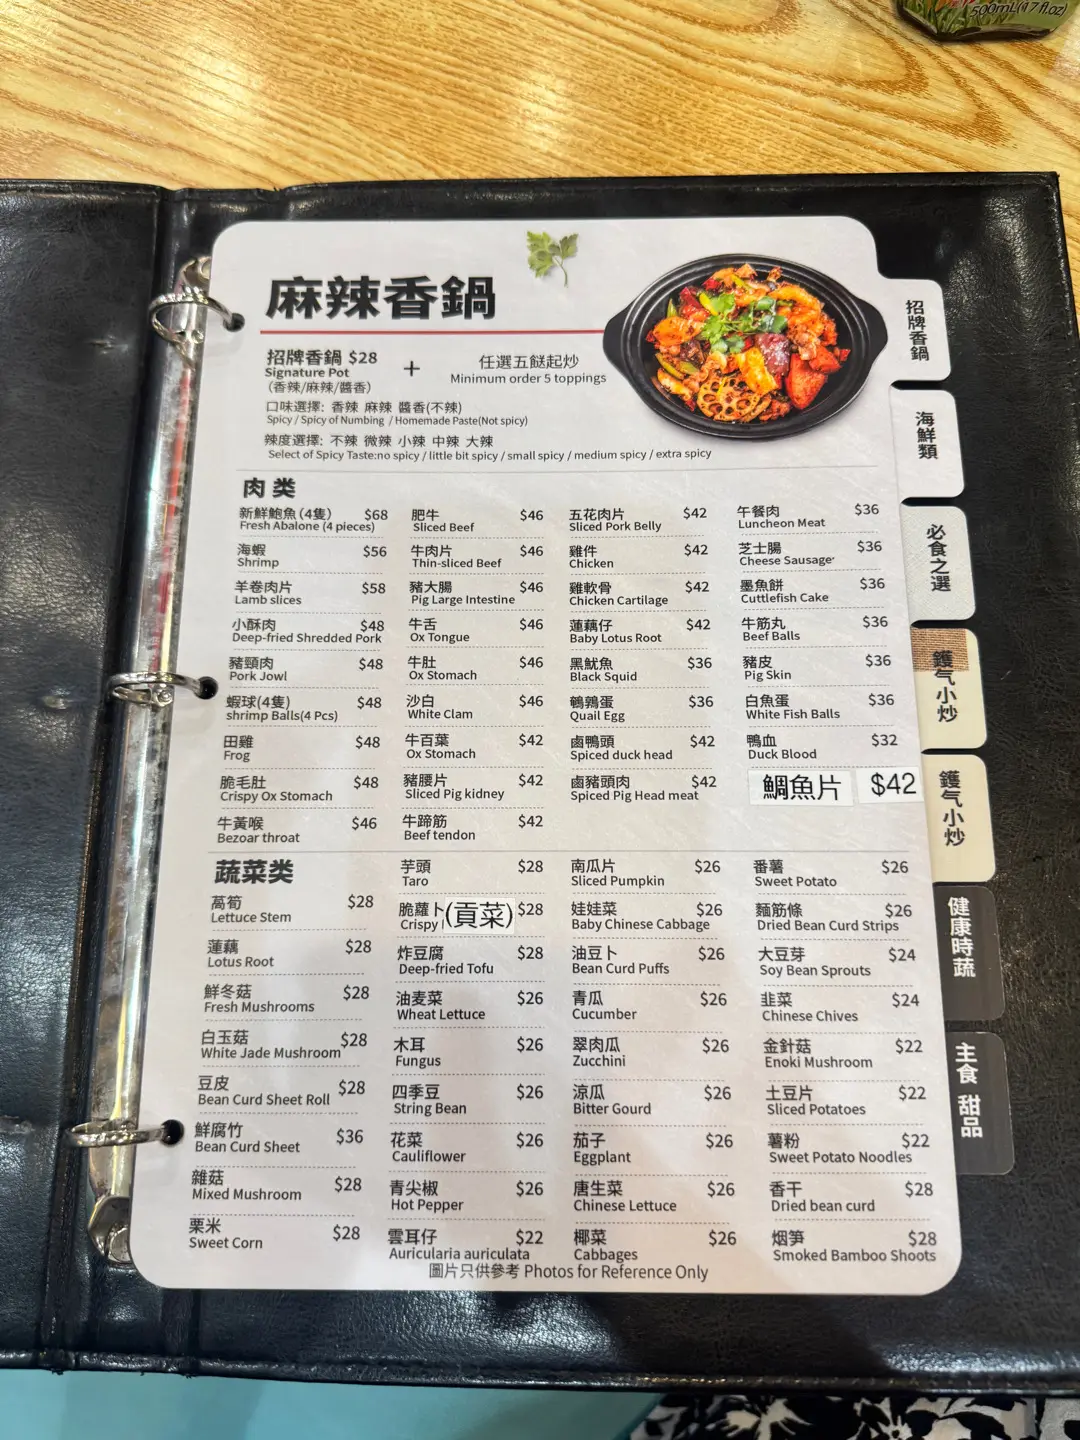 500mL(17fl.oz)
麻辣香鍋
招牌香鍋 $28
Signature Pot
(香辣/麻辣/醬香)
+
任選五餸起炒
Minimum order 5 toppings
口味選擇: 香辣 麻辣 醬香(不辣)
Spicy / Spicy of Numbing / Homemade Paste(Not spicy)
辣度選擇: 不辣 微辣 小辣 中辣 大辣
Select of Spicy Taste:no spicy / little bit spicy / small spicy / medium spicy / extra spicy
肉类
新鮮鮑魚(4隻) $68
Fresh Abalone (4 pieces)
海蝦 $56
Shrimp
羊卷肉片 $58
Lamb slices
小酥肉 $48
Deep-fried Shredded Pork
豬頸肉 $48
Pork Jowl
蝦球(4隻) $48
shrimp Balls(4 Pcs)
田雞 $48
Frog
脆毛肚 $48
Crispy Ox Stomach
牛黃喉 $46
Bezoar throat
肥牛 $46
Sliced Beef
牛肉片 $46
Thin-sliced Beef
豬大腸 $46
Pig Large Intestine
牛舌 $46
Ox Tongue
牛肚 $46
Ox Stomach
沙白 $46
White Clam
牛百葉 $42
Ox Stomach
豬腰片 $42
Sliced Pig kidney
牛蹄筋 $42
Beef tendon
五花肉片 $42
Sliced Pork Belly
雞件 $42
Chicken
雞軟骨 $42
Chicken Cartilage
蓮藕仔 $42
Baby Lotus Root
黑魷魚 $36
Black Squid
鵪鶉蛋 $36
Quail Egg
鹵鴨頭 $42
Spiced duck head
鹵豬頭肉 $42
Spiced Pig Head meat
午餐肉 $36
Luncheon Meat
芝士腸 $36
Cheese Sausage
墨魚餅 $36
Cuttlefish Cake
牛筋丸 $36
Beef Balls
豬皮 $36
Pig Skin
白魚蛋 $36
White Fish Balls
鴨血 $32
Duck Blood
鯛魚片 $42
蔬菜类
萵筍 $28
Lettuce Stem
蓮藕 $28
Lotus Root
鮮冬菇 $28
Fresh Mushrooms
白玉菇 $28
White Jade Mushroom
豆皮 $28
Bean Curd Sheet Roll
鮮腐竹 $36
Bean Curd Sheet
雜菇 $28
Mixed Mushroom
栗米 $28
Sweet Corn
芋頭 $28
Taro
脆蘿卜(貢菜) $28
Crispy
炸豆腐 $28
Deep-fried Tofu
油麦菜 $26
Wheat Lettuce
木耳 $26
Fungus
四季豆 $26
String Bean
花菜 $26
Cauliflower
青尖椒 $26
Hot Pepper
雲耳仔 $22
Auricularia auriculata
南瓜片 $26
Sliced Pumpkin
娃娃菜 $26
Baby Chinese Cabbage
油豆卜 $26
Bean Curd Puffs
青瓜 $26
Cucumber
翠肉瓜 $26
Zucchini
涼瓜 $26
Bitter Gourd
茄子 $26
Eggplant
唐生菜 $26
Chinese Lettuce
椰菜 $26
Cabbages
番薯 $26
Sweet Potato
麵筋條 $26
Dried Bean Curd Strips
大豆芽 $24
Soy Bean Sprouts
韭菜 $24
Chinese Chives
金針菇 $22
Enoki Mushroom
土豆片 $22
Sliced Potatoes
薯粉 $22
Sweet Potato Noodles
香干 $28
Dried bean curd
烟笋 $28
Smoked Bamboo Shoots
圖片只供參考 Photos for Reference Only
招牌香鍋
海鮮類
必食之選
鑊气小炒
鑊气小炒
健康時蔬
主食 甜品